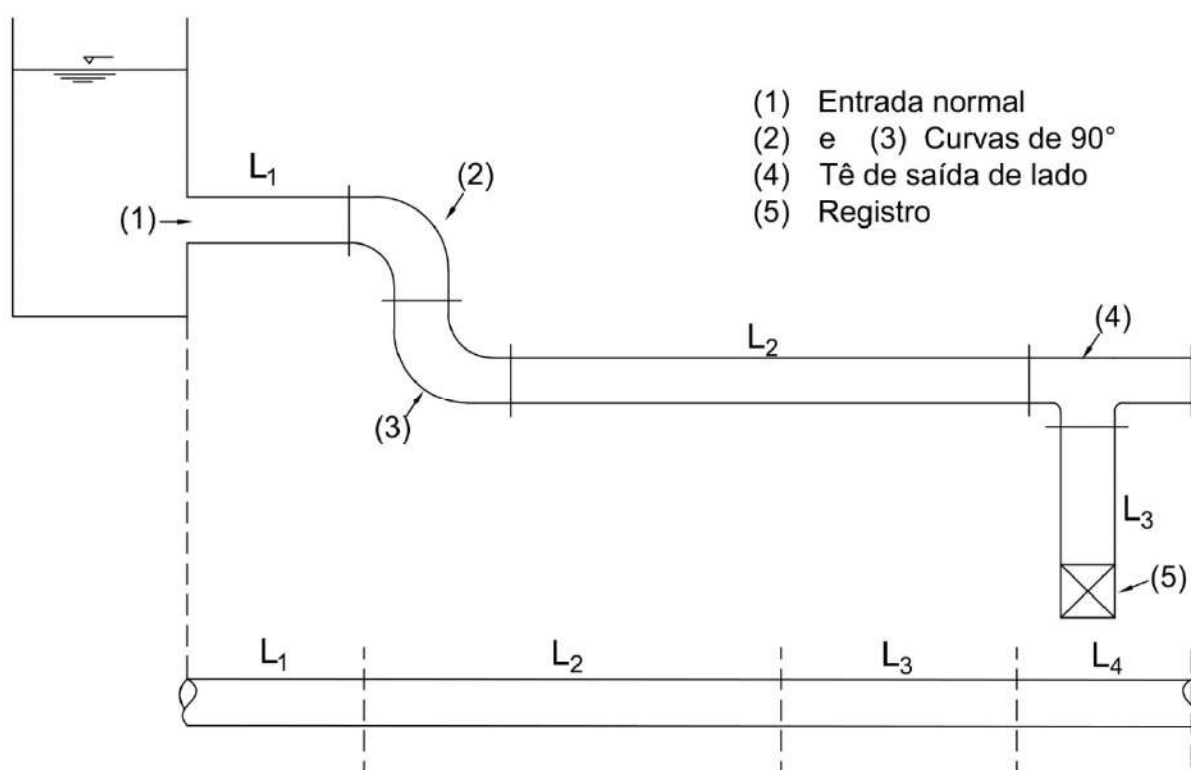 (1) Entrada normal
(2) e (3) Curvas de 90°
(4) Tê de saída de lado
(5) Registro
L₁
(2)
(1)
L₂
(4)
(3)
L₃
(5)
L₁ L₂ L₃ L₄